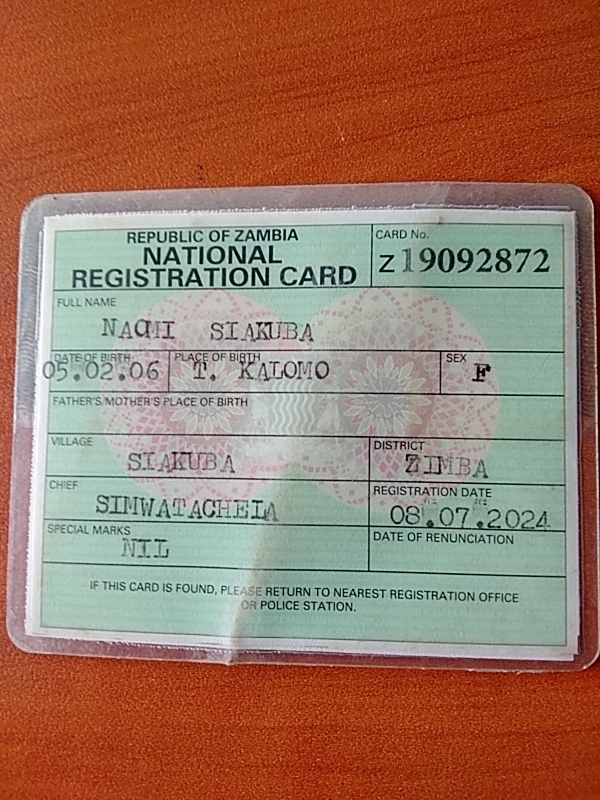 REPUBLIC OF ZAMBIA
NATIONAL
REGISTRATION CARD
CARD No.
Z19092872
FULL NAME
NAOMI SIAKUBA
DATE OF BIRTH
05.02.06
PLACE OF BIRTH
T. KALOMO
SEX
F
FATHER'S/MOTHER'S PLACE OF BIRTH
VILLAGE
SIAKUBA
DISTRICT
ZIMBA
CHIEF
SIMWATACHELA
REGISTRATION DATE
08.07.2024
SPECIAL MARKS
NIL
DATE OF RENUNCIATION
IF THIS CARD IS FOUND, PLEASE RETURN TO NEAREST REGISTRATION OFFICE
OR POLICE STATION.